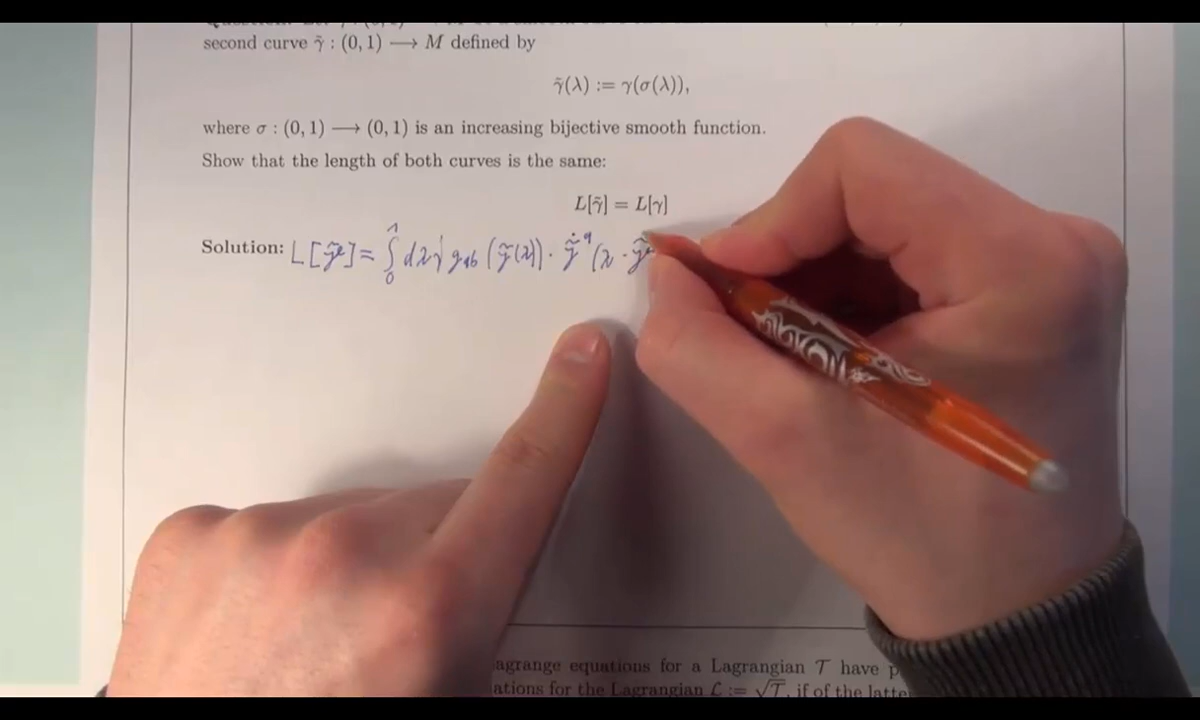 second curve γ̃ : (0, 1) ⟶ M defined by
γ̃(λ) := γ(σ(λ)),
where σ : (0, 1) ⟶ (0, 1) is an increasing bijective smooth function.
Show that the length of both curves is the same:
L[γ̃] = L[γ]
Solution: L[γ̃] = ∫₀¹ dλ √ g_ab (γ̃(λ)) · γ̃̇ᵃ (λ · γ̃
agrange equations for a Lagrangian 𝒯 have
ations for the Lagrangian ℒ := √𝒯, if of the latte